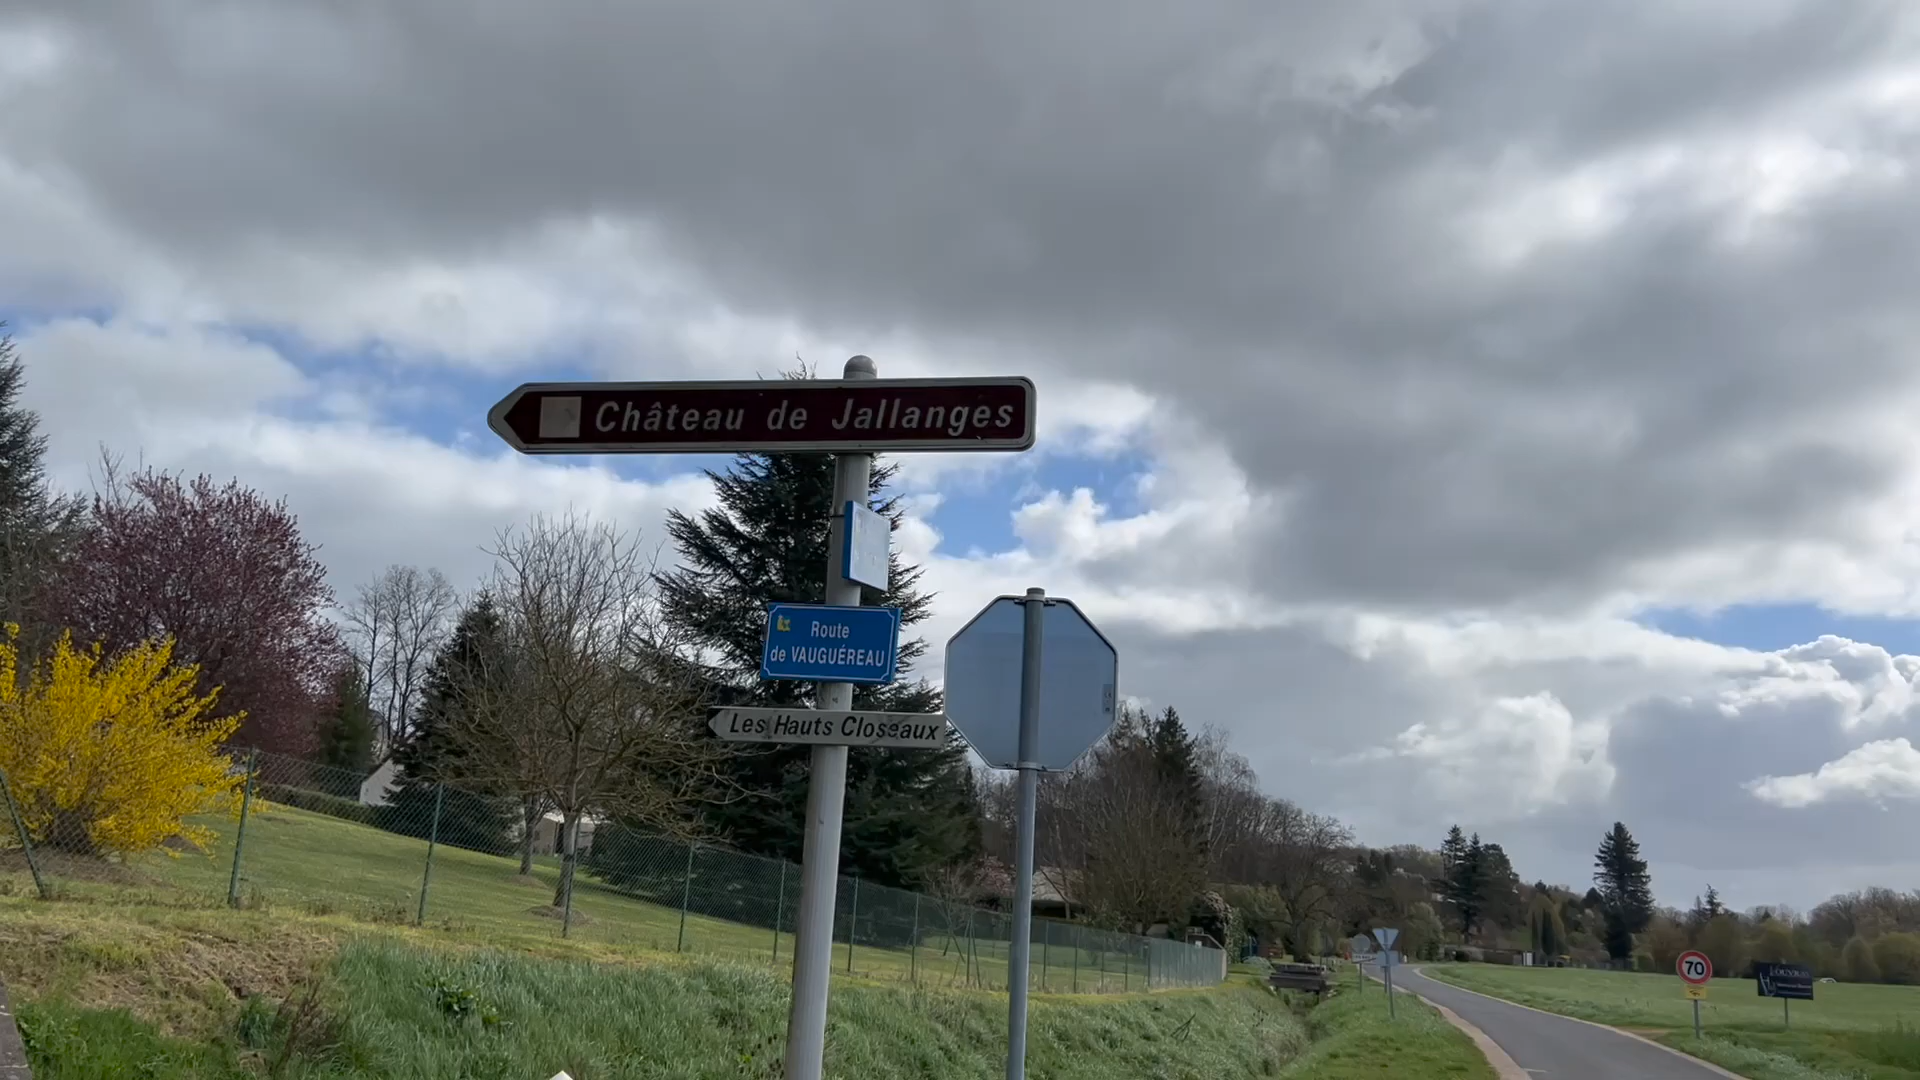 Château de Jallanges
Route
de VAUGUÉREAU
Les Hauts Closeaux
70